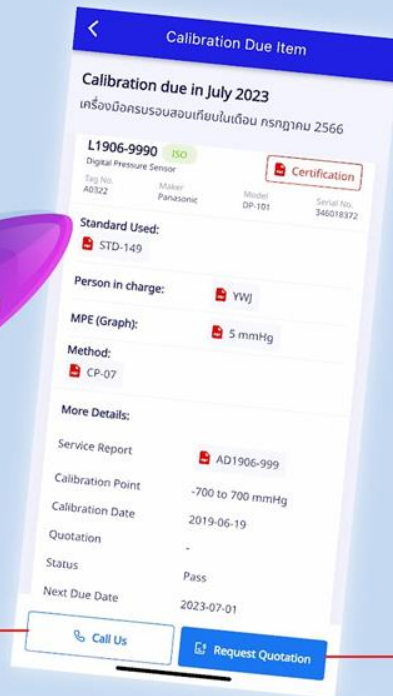 Calibration Due Item
Calibration due in July 2023
เครื่องมือครบรอบสอบเทียบในเดือน กรกฎาคม 2566
L1906-9990 ISO
Certification
Digital Pressure Sensor
Tag No. Maker Model Serial No.
A0322 Panasonic DP-101 346018372
Standard Used:
STD-149
Person in charge: YWJ
MPE (Graph): 5 mmHg
Method:
CP-07
More Details:
Service Report AD1906-999
Calibration Point -700 to 700 mmHg
Calibration Date 2019-06-19
Quotation -
Status Pass
Next Due Date 2023-07-01
Call Us Request Quotation